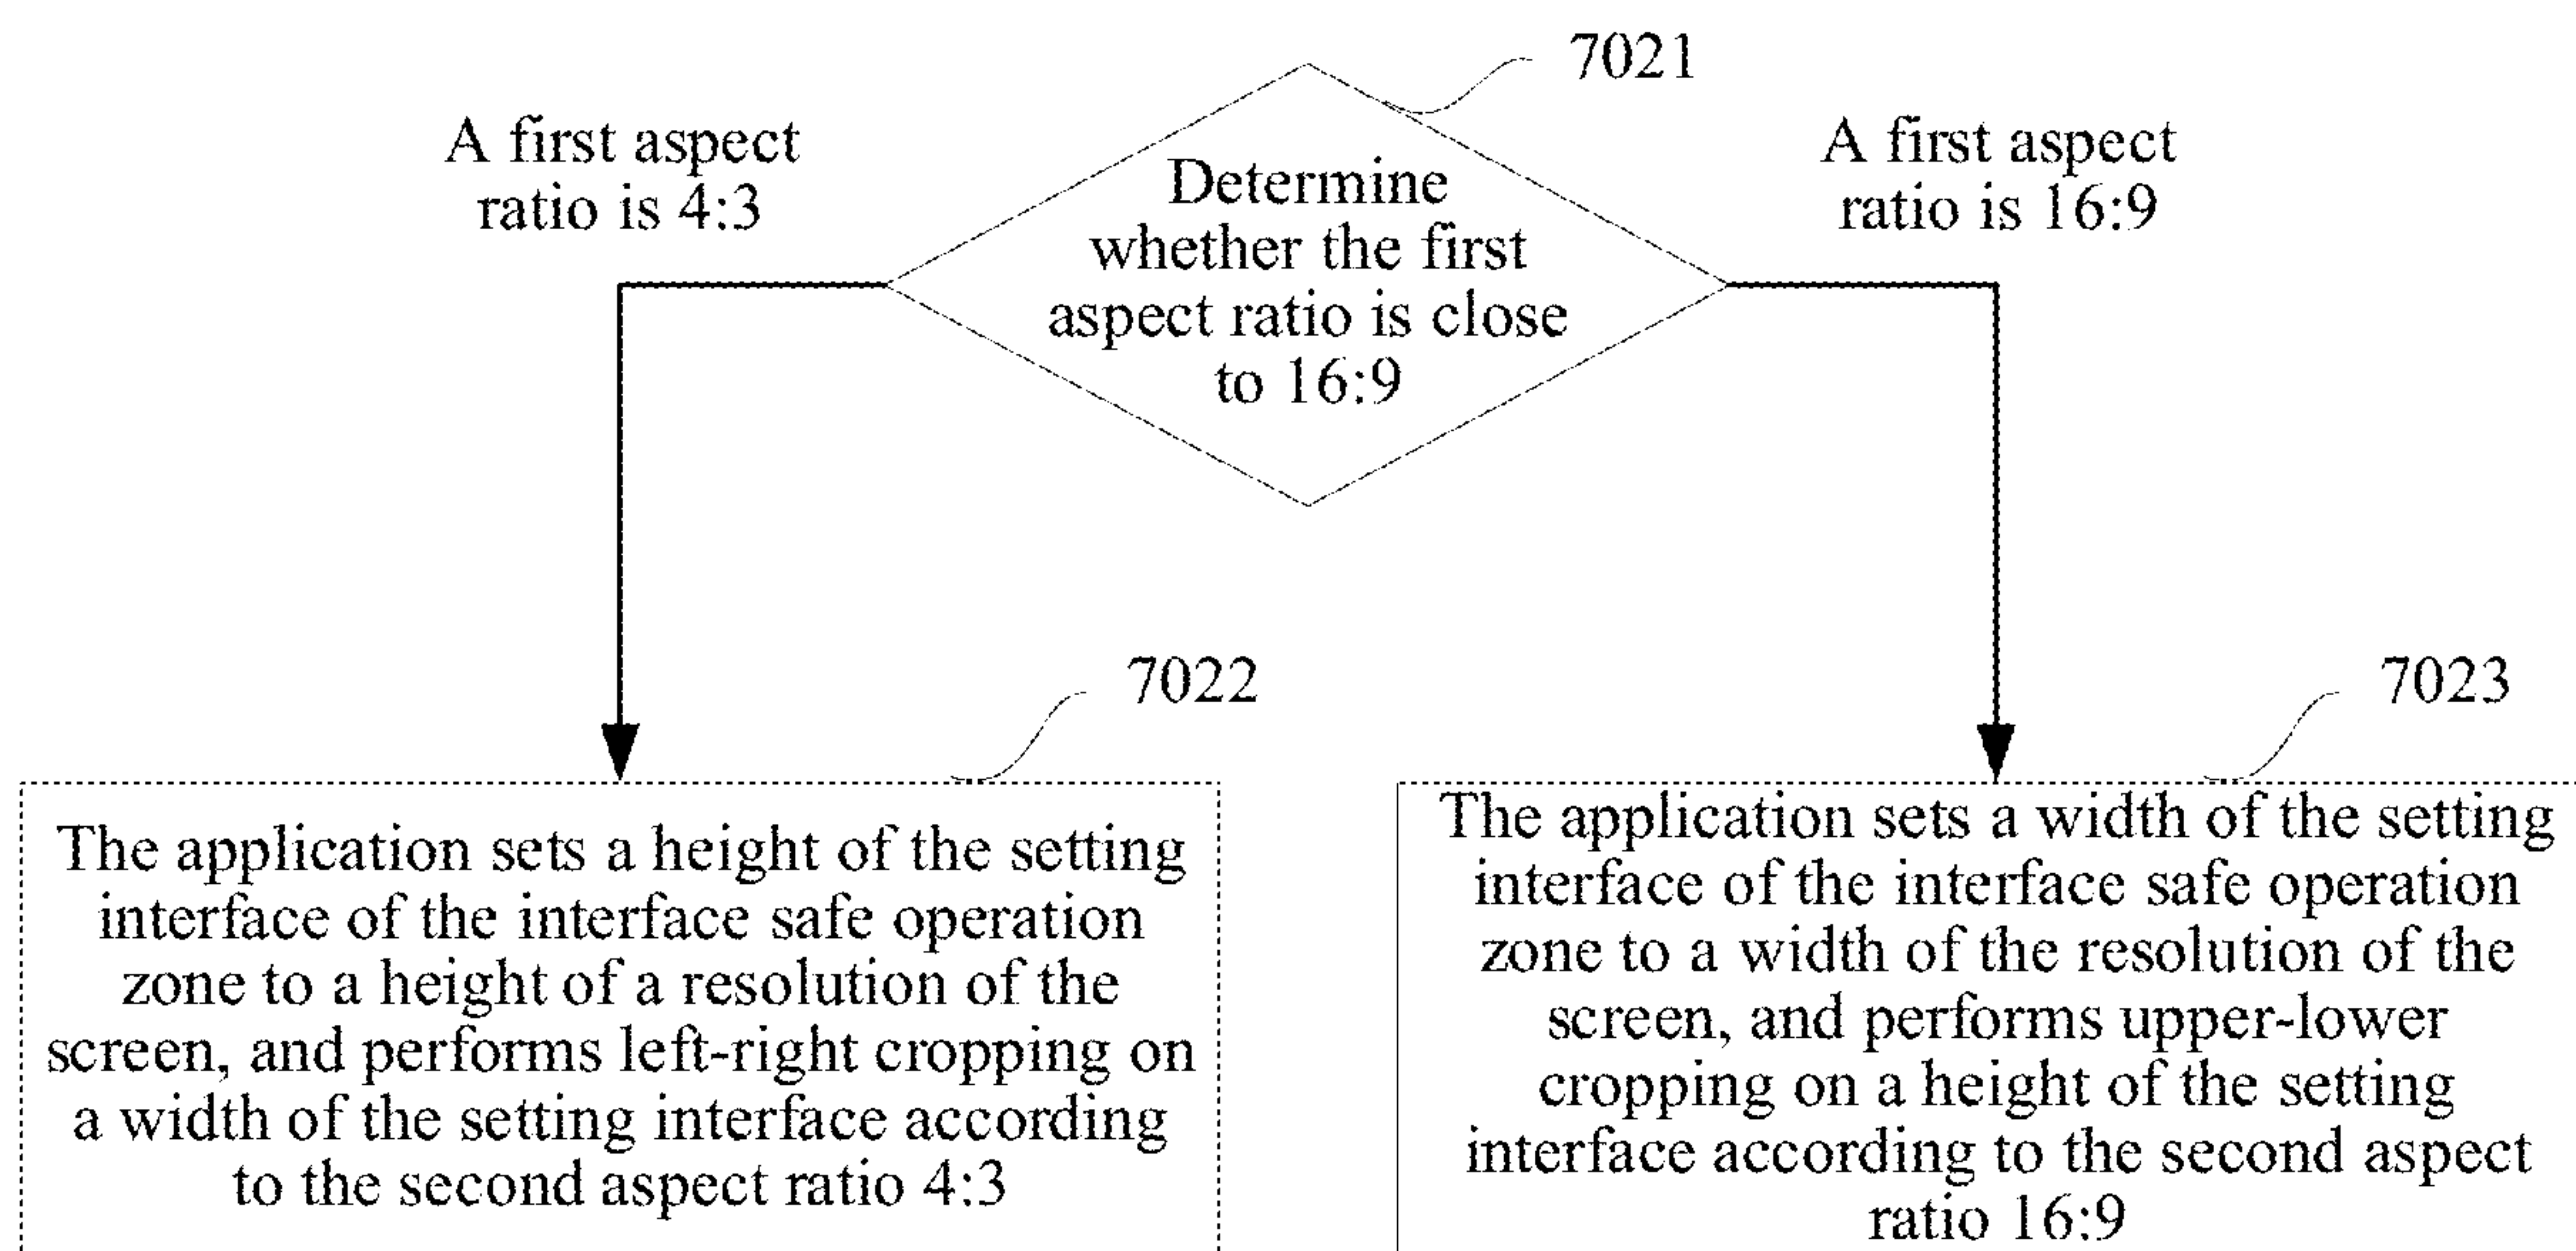 7021
A first aspect
ratio is 4:3
Determine
whether the first
aspect ratio is close
to 16:9
A first aspect
ratio is 16:9
7022
The application sets a height of the setting
interface of the interface safe operation
zone to a height of a resolution of the
screen, and performs left-right cropping on
a width of the setting interface according
to the second aspect ratio 4:3
7023
The application sets a width of the setting
interface of the interface safe operation
zone to a width of the resolution of the
screen, and performs upper-lower
cropping on a height of the setting
interface according to the second aspect
ratio 16:9